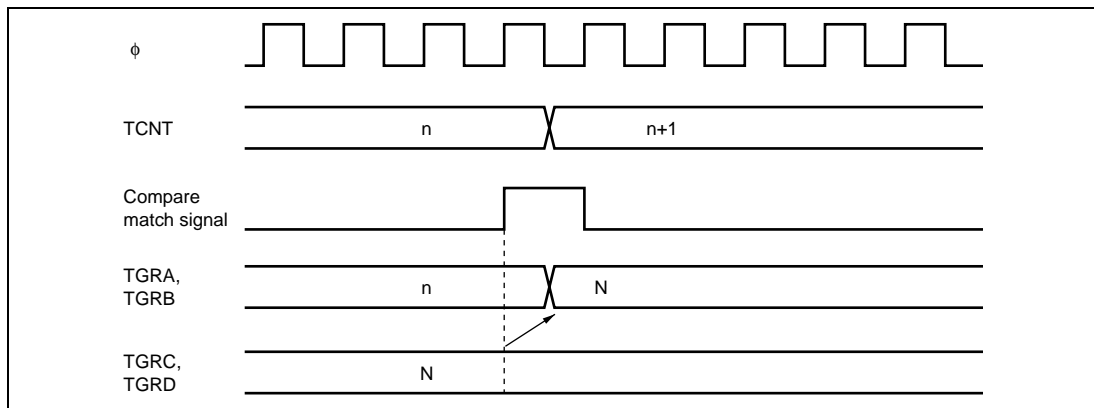 ϕ
TCNT
n
n+1
Compare
match signal
TGRA,
TGRB
n
N
TGRC,
TGRD
N